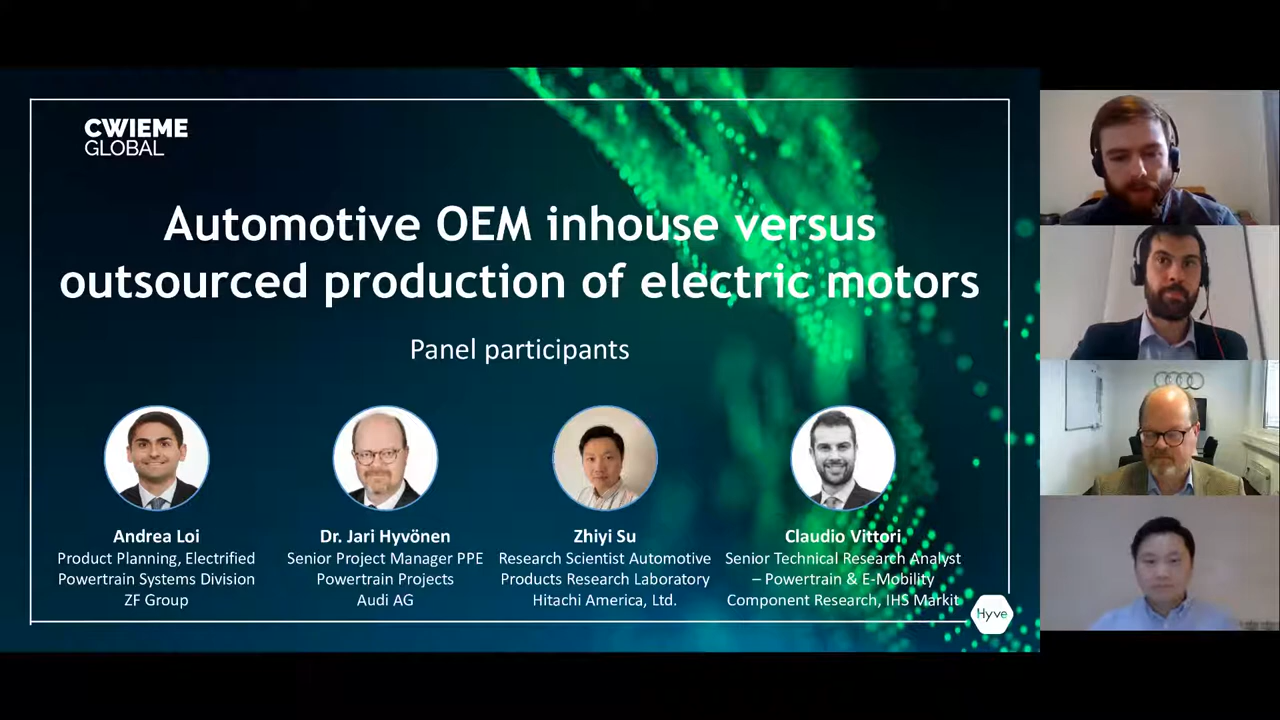 CWIEME
GLOBAL
Automotive OEM inhouse versus
outsourced production of electric motors
Panel participants
Andrea Loi
Product Planning, Electrified
Powertrain Systems Division
ZF Group
Dr. Jari Hyvönen
Senior Project Manager PPE
Powertrain Projects
Audi AG
Zhiyi Su
Research Scientist Automotive
Products Research Laboratory
Hitachi America, Ltd.
Claudio Vittori
Senior Technical Research Analyst
– Powertrain & E-Mobility
Component Research, IHS Markit
Hyve